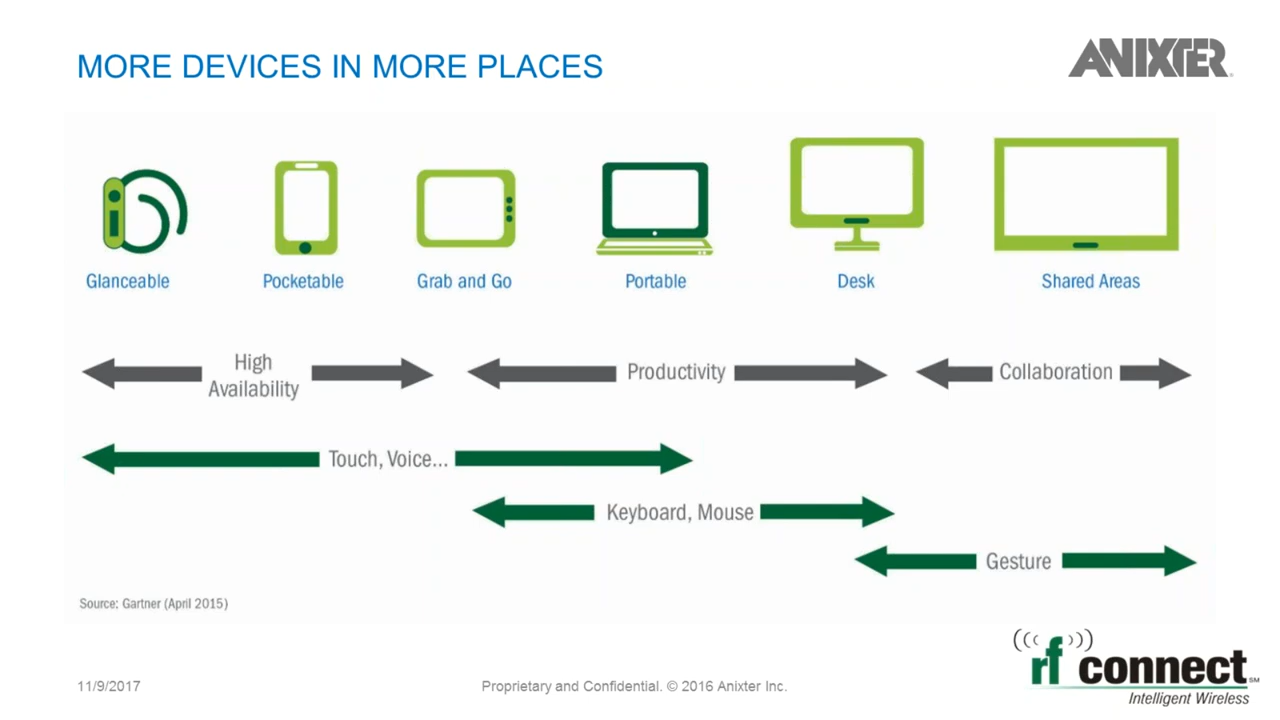 MORE DEVICES IN MORE PLACES
ANIXTER
Glanceable
Pocketable
Grab and Go
Portable
Desk
Shared Areas
High
Availability
Productivity
Collaboration
Touch, Voice...
Keyboard, Mouse
Gesture
Source: Gartner (April 2015)
11/9/2017
Proprietary and Confidential. © 2016 Anixter Inc.
((( rf )))
connect SM
Intelligent Wireless